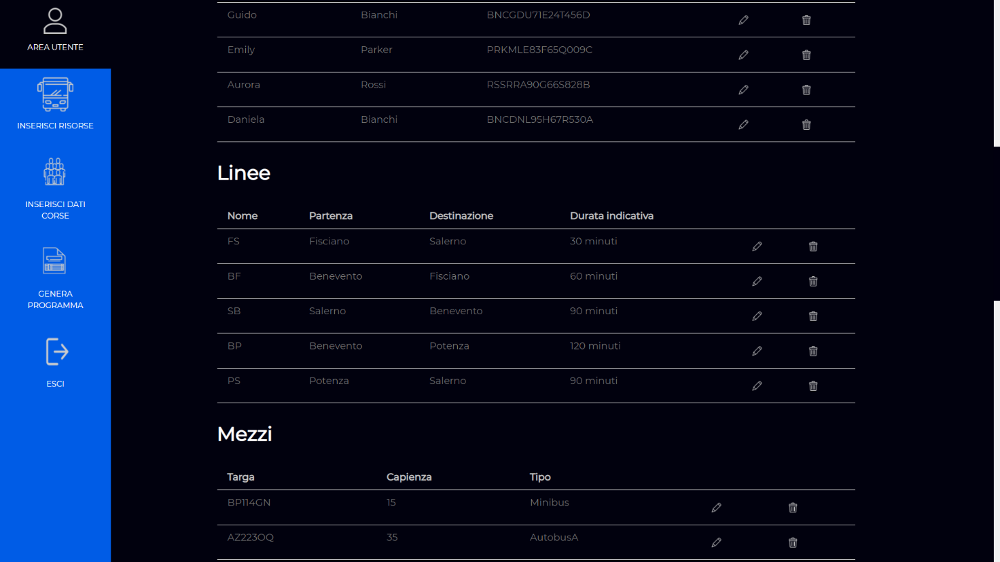 AREA UTENTE
INSERISCI RISORSE
INSERISCI DATI
CORSE
GENERA
PROGRAMMA
ESCI
Guido Bianchi BNCGDU71E24T456D
Emily Parker PRKMLE83F65Q009C
Aurora Rossi RSSRRA90G66S828B
Daniela Bianchi BNCDNL95H67R530A
Linee
Nome Partenza Destinazione Durata indicativa
FS Fisciano Salerno 30 minuti
BF Benevento Fisciano 60 minuti
SB Salerno Benevento 90 minuti
BP Benevento Potenza 120 minuti
PS Potenza Salerno 90 minuti
Mezzi
Targa Capienza Tipo
BP114GN 15 Minibus
AZ223OQ 35 AutobusA